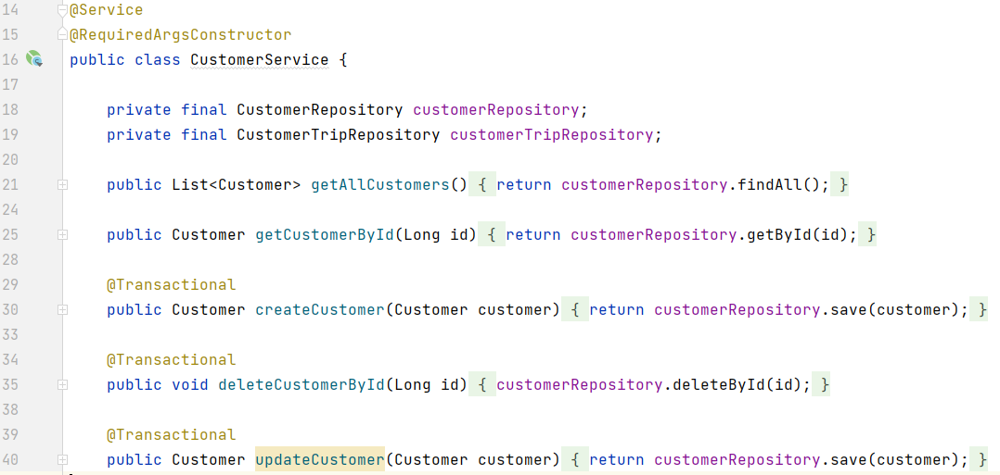 14 @Service
15 @RequiredArgsConstructor
16 public class CustomerService {
17
18 private final CustomerRepository customerRepository;
19 private final CustomerTripRepository customerTripRepository;
20
21 public List<Customer> getAllCustomers() { return customerRepository.findAll(); }
24
25 public Customer getCustomerById(Long id) { return customerRepository.getById(id); }
28
29 @Transactional
30 public Customer createCustomer(Customer customer) { return customerRepository.save(customer); }
33
34 @Transactional
35 public void deleteCustomerById(Long id) { customerRepository.deleteById(id); }
38
39 @Transactional
40 public Customer updateCustomer(Customer customer) { return customerRepository.save(customer); }